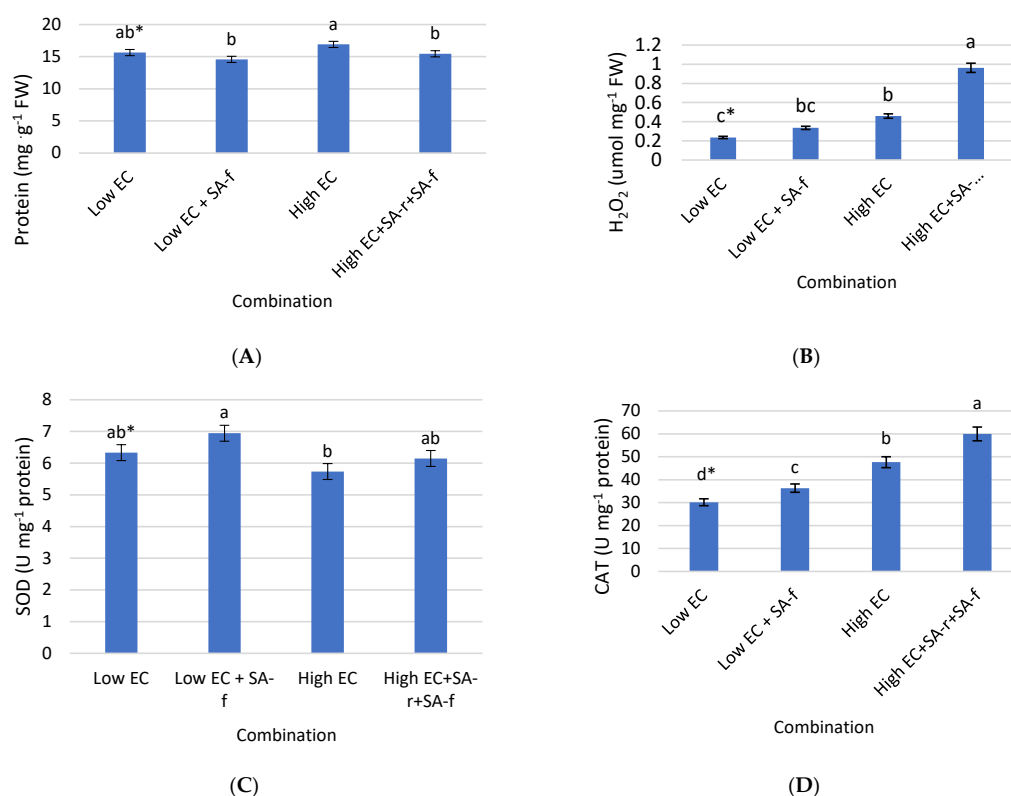 20
15
10
5
0
Protein (mg ·g⁻¹ FW)
ab*
b
a
b
Low EC
Low EC + SA-f
High EC
High EC+SA-r+SA-f
Combination
(A)
1.2
1
0.8
0.6
0.4
0.2
0
H₂O₂ (umol mg⁻¹ FW)
c*
bc
b
a
Low EC
Low EC + SA-f
High EC
High EC+SA-...
Combination
(B)
8
7
6
5
4
3
2
1
0
SOD (U mg⁻¹ protein)
ab*
a
b
ab
Low EC
Low EC + SA-
f
High EC
High EC+SA-
r+SA-f
Combination
(C)
70
60
50
40
30
20
10
0
CAT (U mg⁻¹ protein)
d*
c
b
a
Low EC
Low EC + SA-f
High EC
High EC+SA-r+SA-f
Combination
(D)